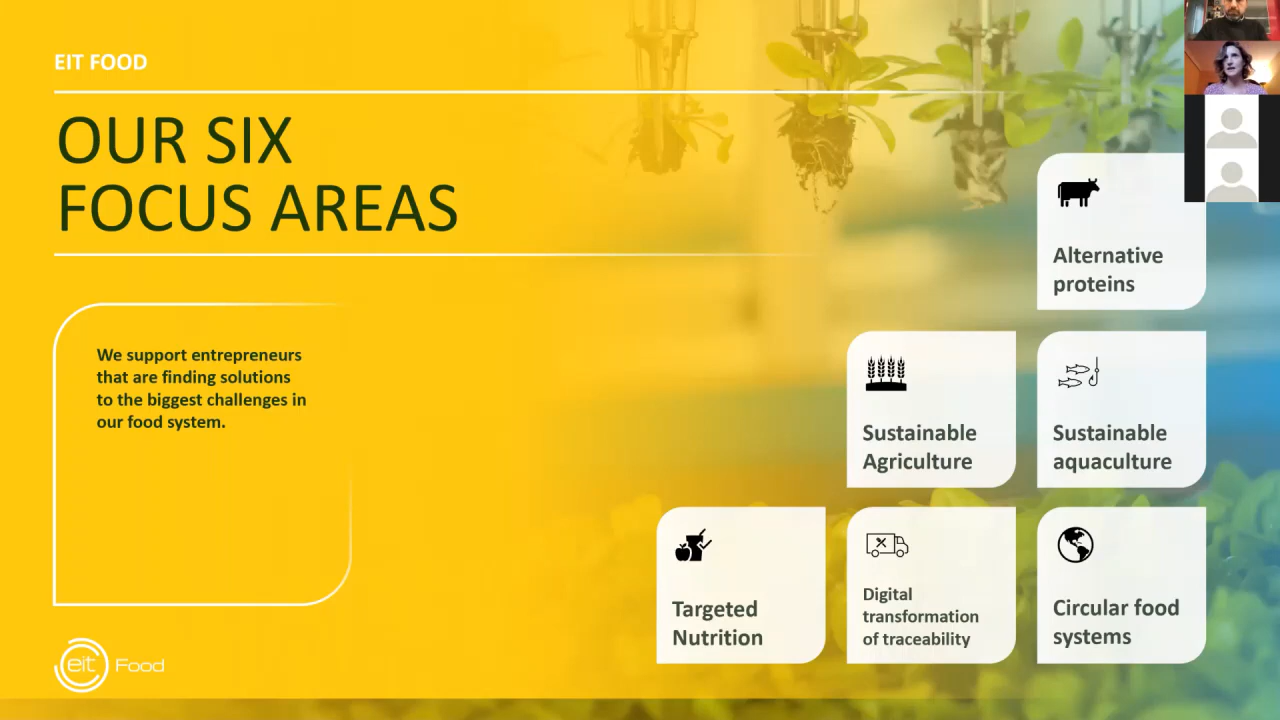 EIT FOOD
OUR SIX
FOCUS AREAS
We support entrepreneurs
that are finding solutions
to the biggest challenges in
our food system.
Alternative
proteins
Sustainable
Agriculture
Sustainable
aquaculture
Targeted
Nutrition
Digital
transformation
of traceability
Circular food
systems
eit Food